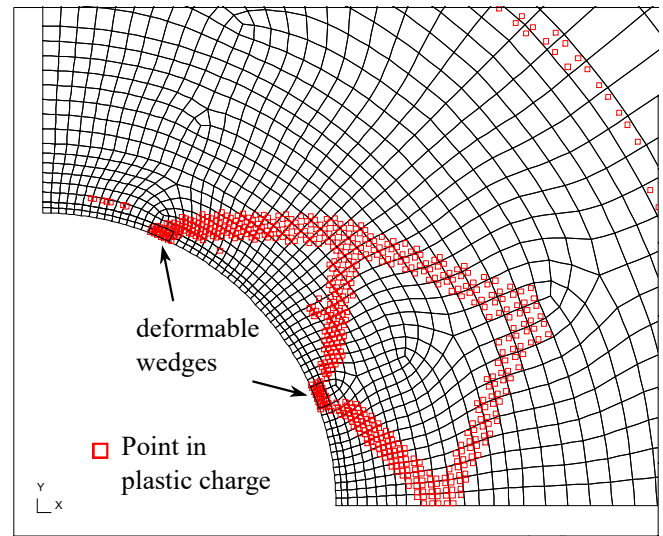 deformable
wedges
Point in
plastic charge
Y
X